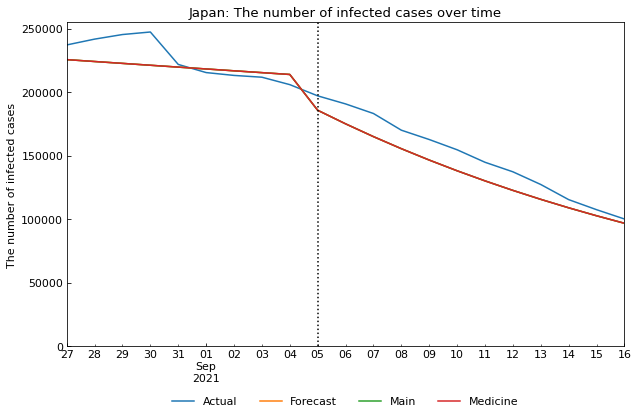 Japan: The number of infected cases over time
The number of infected cases
250000
200000
150000
100000
50000
0
27 28 29 30 31 01 02 03 04 05 06 07 08 09 10 11 12 13 14 15 16
Sep
2021
Actual Forecast Main Medicine